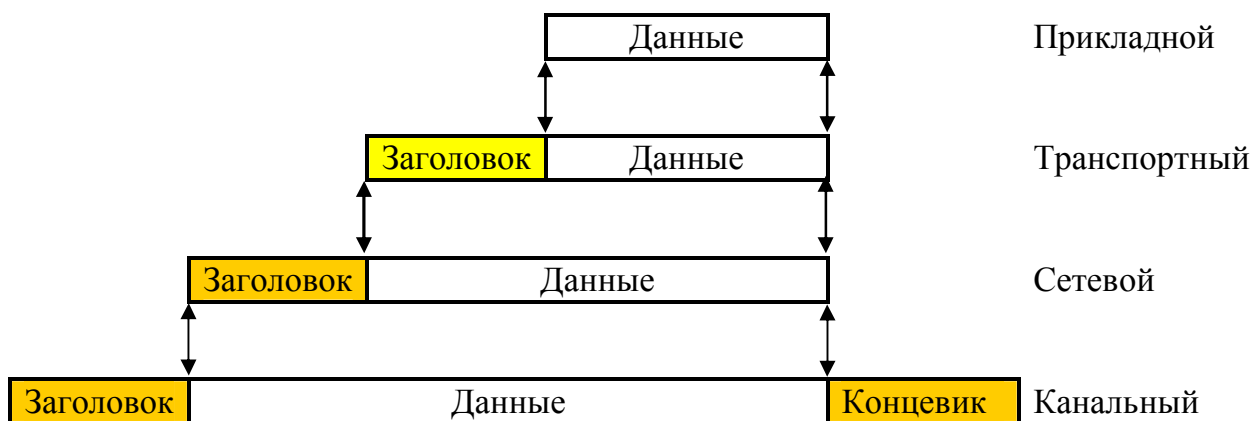 Данные Прикладной
Заголовок Данные Транспортный
Заголовок Данные Сетевой
Заголовок Данные Концевик Канальный